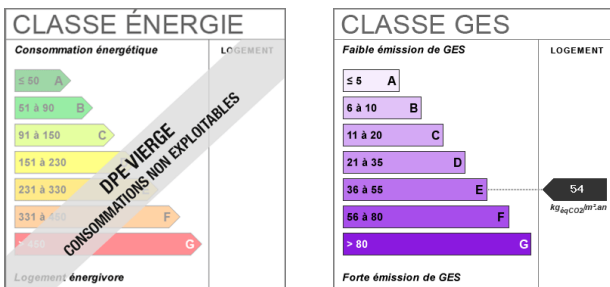 CLASSE ÉNERGIE
Consommation énergétique
LOGEMENT
≤ 50 A
51 à 90 B
91 à 150 C
151 à 230
231 à 330
331 à 450 F
> 450 G
Logement énergivore
DPE VIERGE
CONSOMMATIONS NON EXPLOITABLES
CLASSE GES
Faible émission de GES
LOGEMENT
≤ 5 A
6 à 10 B
11 à 20 C
21 à 35 D
36 à 55 E
54
kgéqCO2/m².an
56 à 80 F
> 80 G
Forte émission de GES